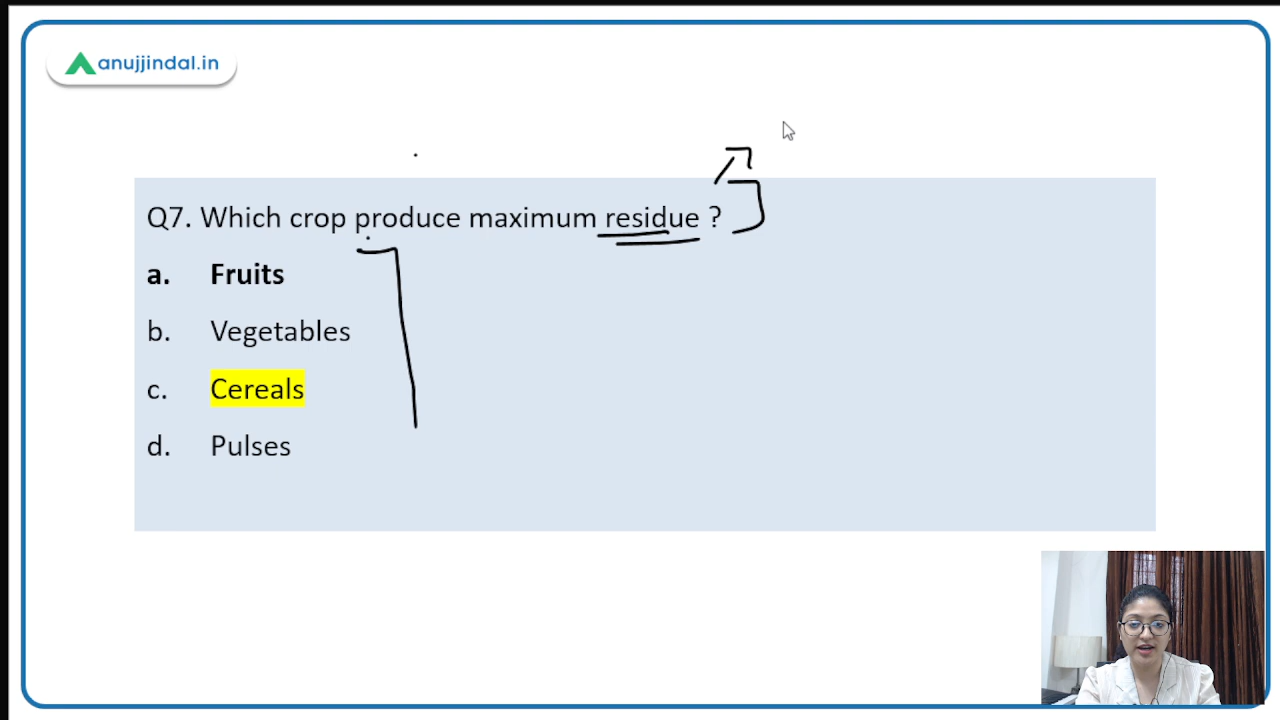 anujjindal.in
Q7. Which crop produce maximum residue ?
a. Fruits
b. Vegetables
c. Cereals
d. Pulses